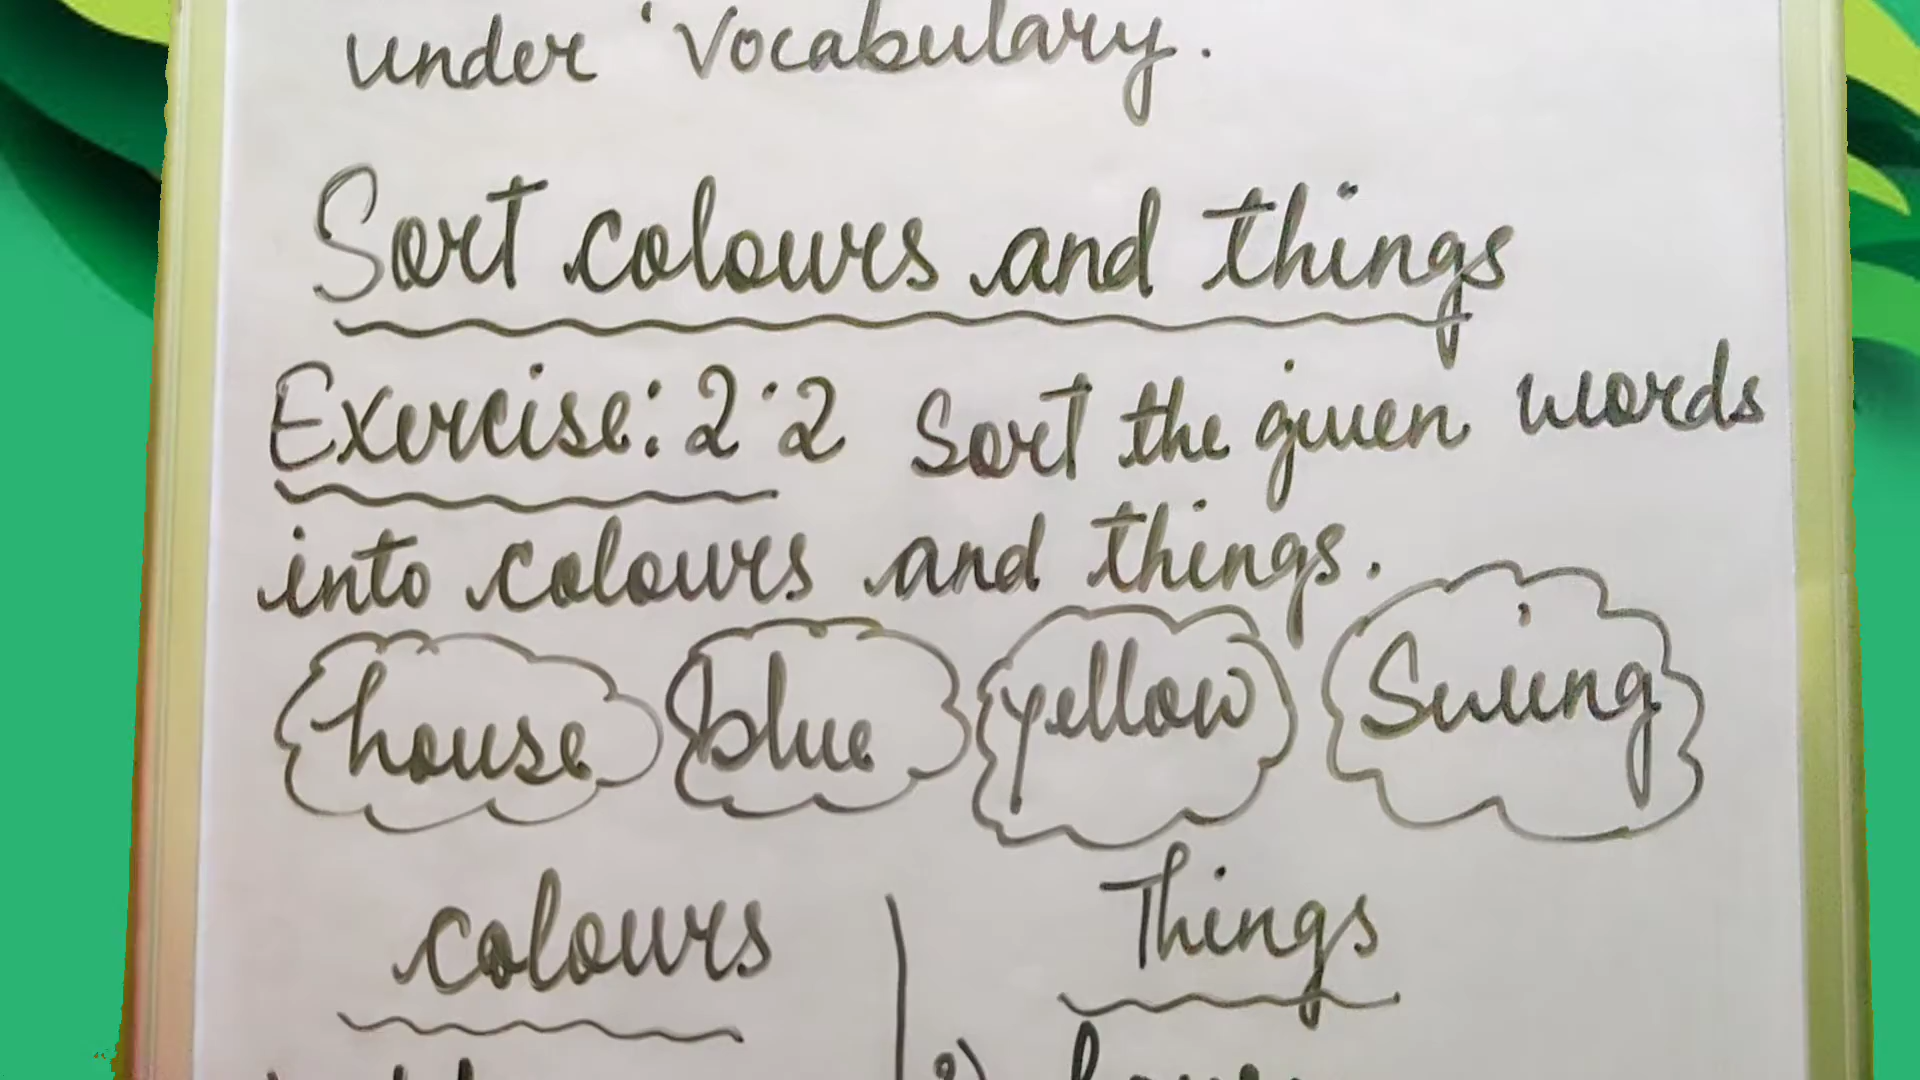 under 'Vocabulary.
Sort colours and things
Exercise: 2.2 Sort the given words
into colours and things.
house blue yellow Swing
colours Things